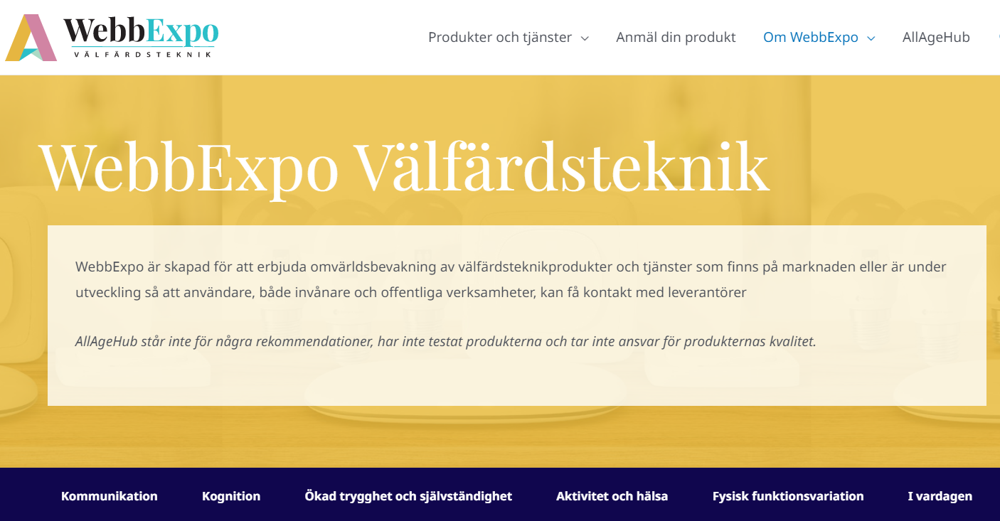 WebbExpo
VÄLFÄRDSTEKNIK
Produkter och tjänster
Anmäl din produkt
Om WebbExpo
AllAgeHub
WebbExpo Välfärdsteknik
WebbExpo är skapad för att erbjuda omvärldsbevakning av välfärdsteknikprodukter och tjänster som finns på marknaden eller är under
utveckling så att användare, både invånare och offentliga verksamheter, kan få kontakt med leverantörer
AllAgeHub står inte för några rekommendationer, har inte testat produkterna och tar inte ansvar för produkternas kvalitet.
Kommunikation
Kognition
Ökad trygghet och självständighet
Aktivitet och hälsa
Fysisk funktionsvariation
I vardagen